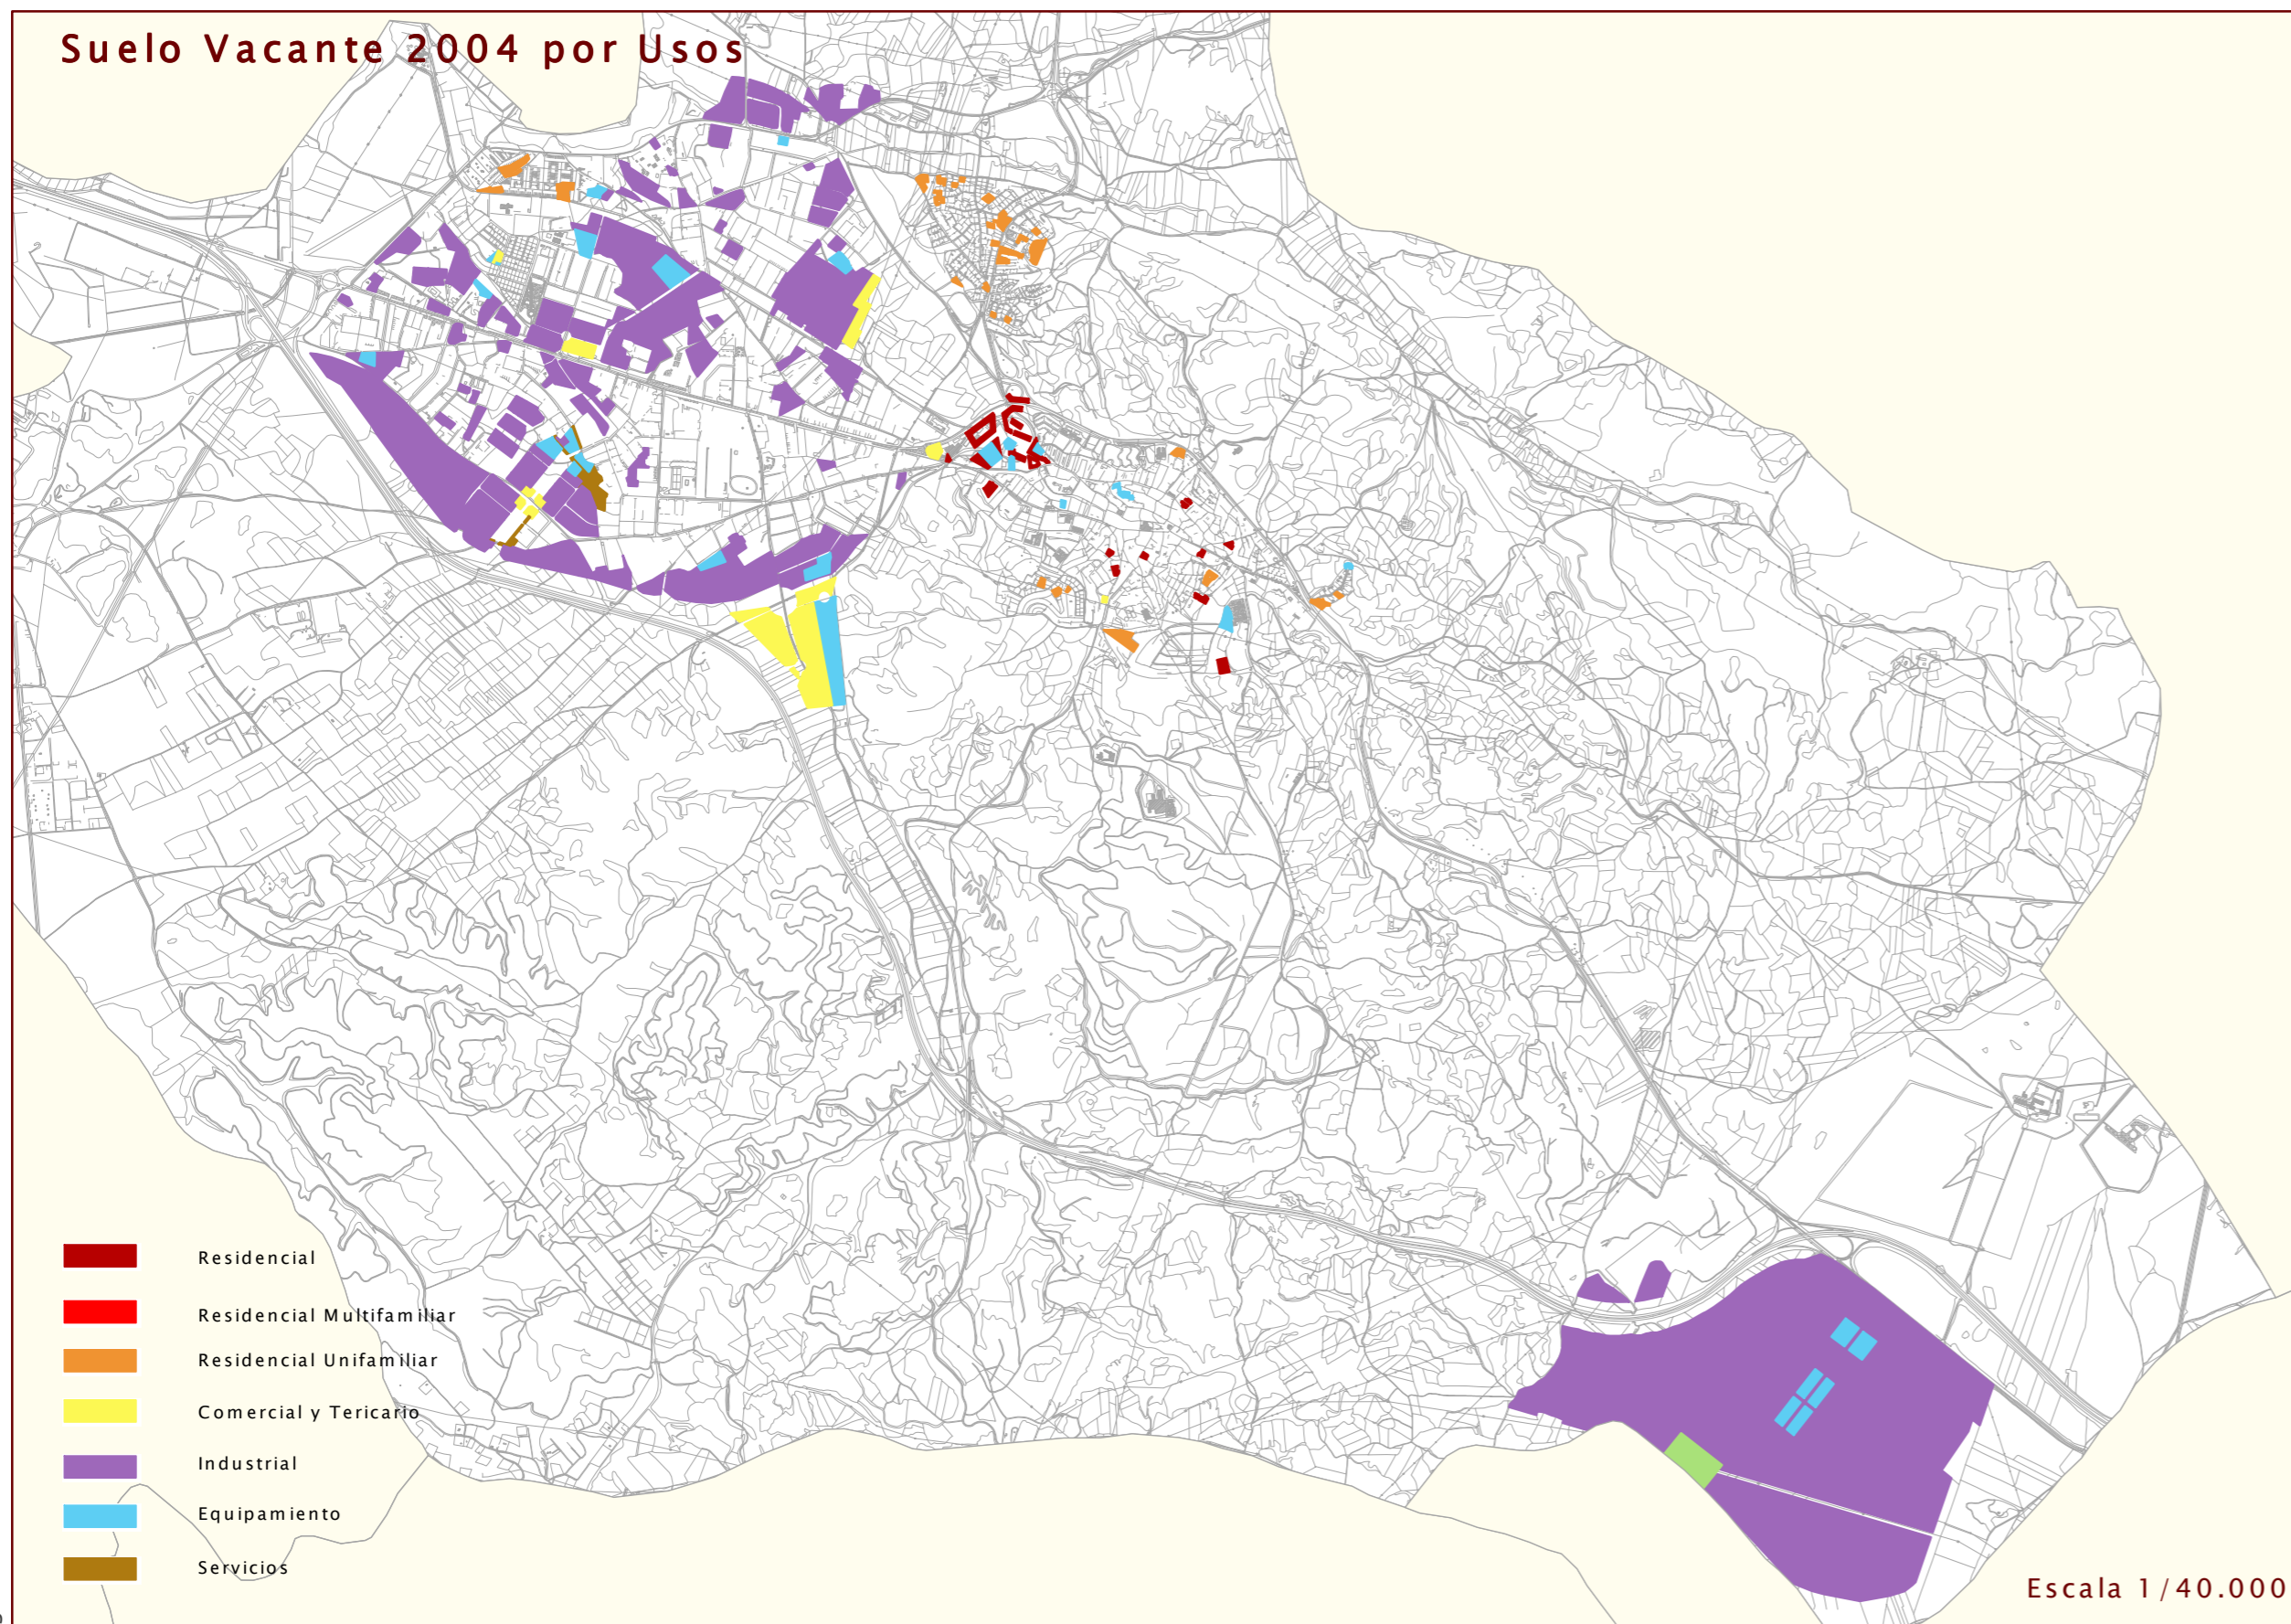 Suelo Vacante 2004 por Usos
Residencial
Residencial Multifamiliar
Residencial Unifamiliar
Comercial y Tericario
Industrial
Equipamiento
Servicios
Escala 1/40.000